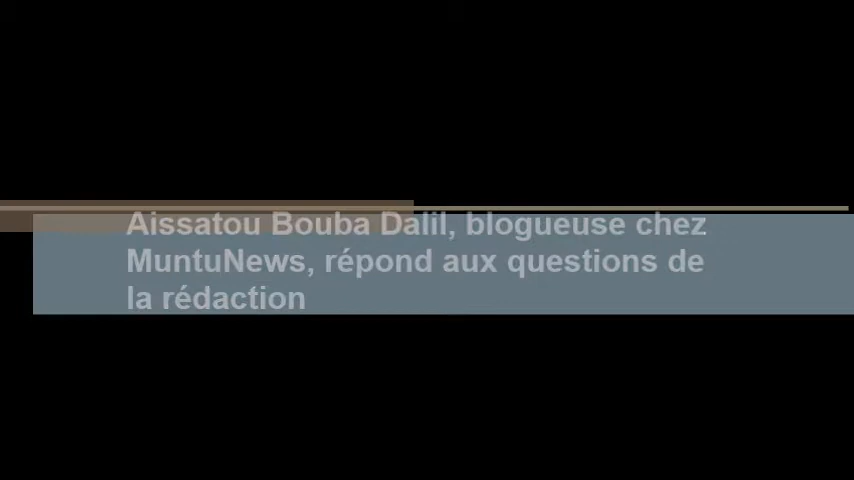 Aissatou Bouba Dalil, blogueuse chez
MuntuNews, répond aux questions de
la rédaction